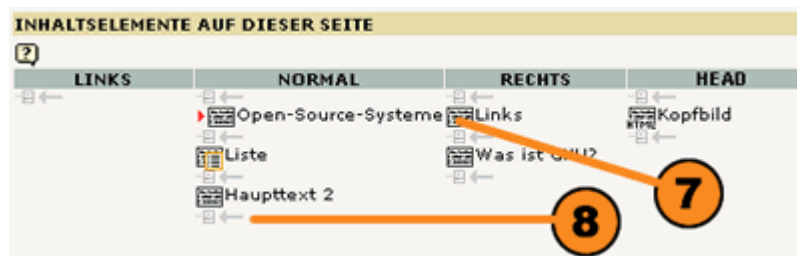 INHALTSELEMENTE AUF DIESER SEITE
?
LINKS NORMAL RECHTS HEAD
Open-Source-Systeme Links HTML Kopfbild
Liste Was ist
Haupttext 2
7
8